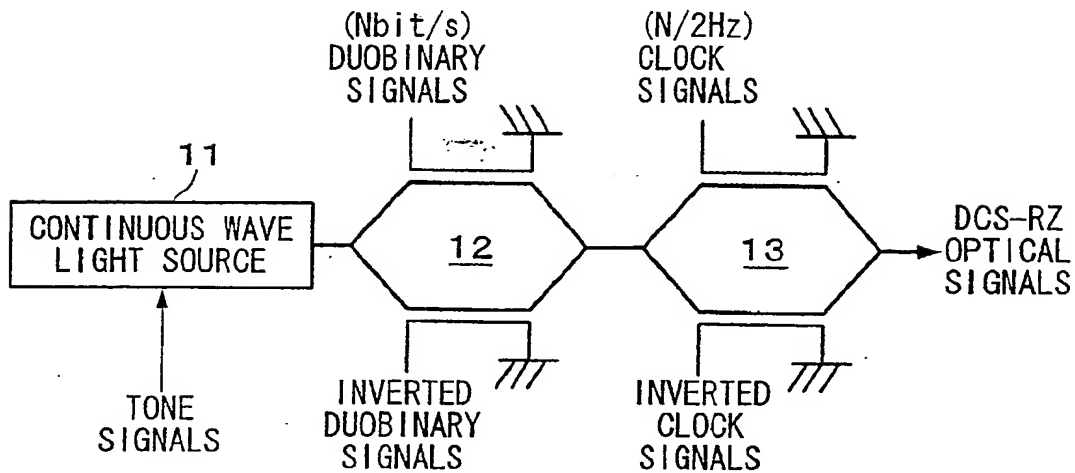 (Nbit/s)
DUOBINARY
SIGNALS
(N/2Hz)
CLOCK
SIGNALS
11
CONTINUOUS WAVE
LIGHT SOURCE
12
13
DCS-RZ
OPTICAL
SIGNALS
TONE
SIGNALS
INVERTED
DUOBINARY
SIGNALS
INVERTED
CLOCK
SIGNALS